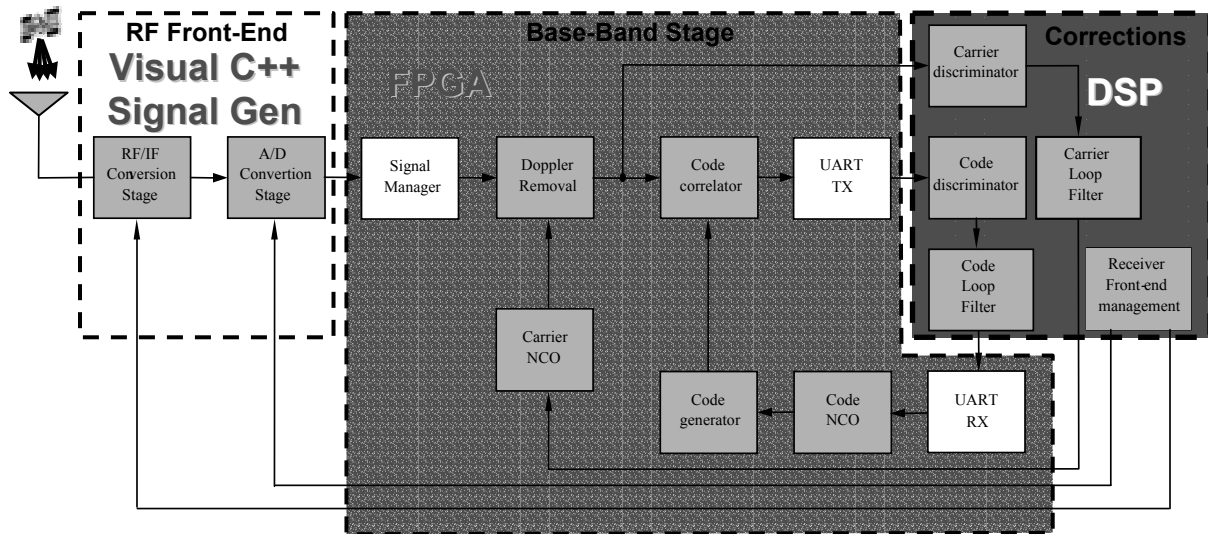 RF Front-End
Visual C++
Signal Gen
RF/IF
Conversion
Stage
A/D
Convertion
Stage
Base-Band Stage
FPGA
Signal
Manager
Doppler
Removal
Code
correlator
UART
TX
Carrier
NCO
Code
generator
Code
NCO
UART
RX
Corrections
DSP
Carrier
discriminator
Code
discriminator
Carrier
Loop
Filter
Code
Loop
Filter
Receiver
Front-end
management